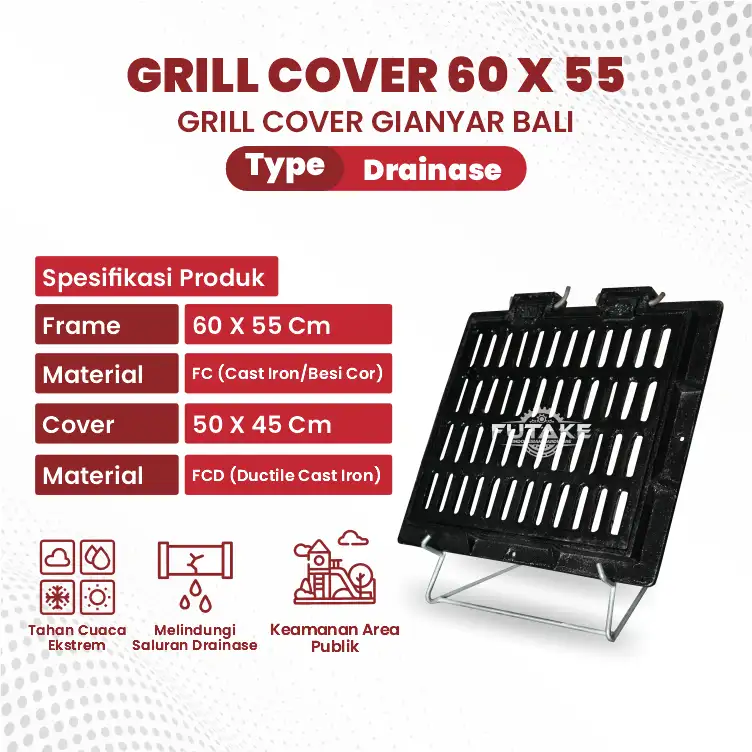 GRILL COVER 60 X 55
GRILL COVER GIANYAR BALI
Type Drainase
Spesifikasi Produk
Frame 60 X 55 Cm
Material FC (Cast Iron/Besi Cor)
Cover 50 X 45 Cm
Material FCD (Ductile Cast Iron)
FUTAKE
Tahan Cuaca
Ekstrem
Melindungi
Saluran Drainase
Keamanan Area
Publik